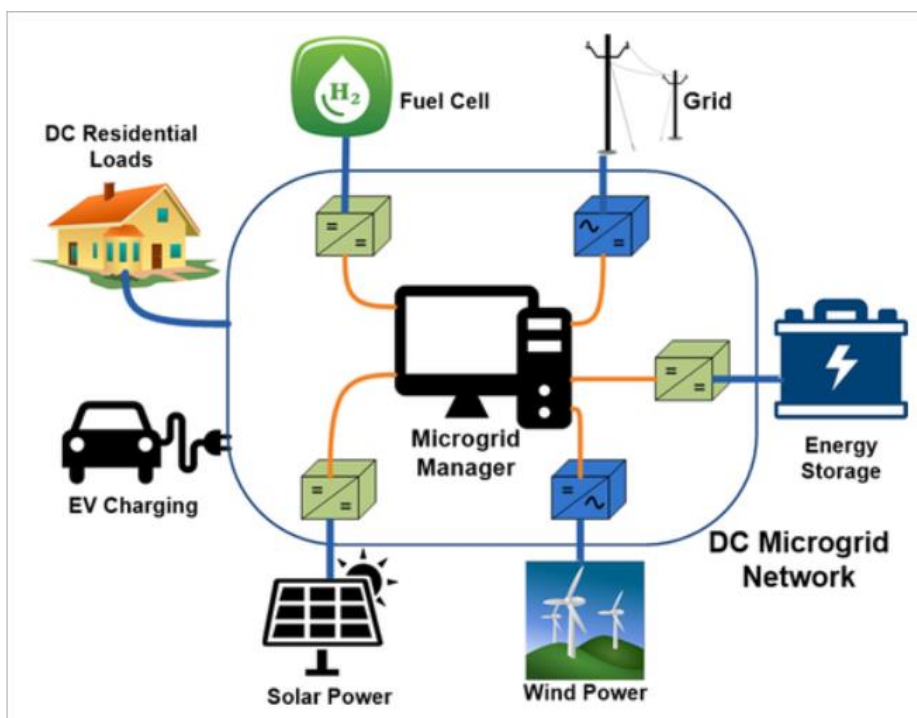 H₂
Fuel Cell
Grid
DC Residential
Loads
Microgrid
Manager
Energy
Storage
EV Charging
DC Microgrid
Network
Solar Power
Wind Power